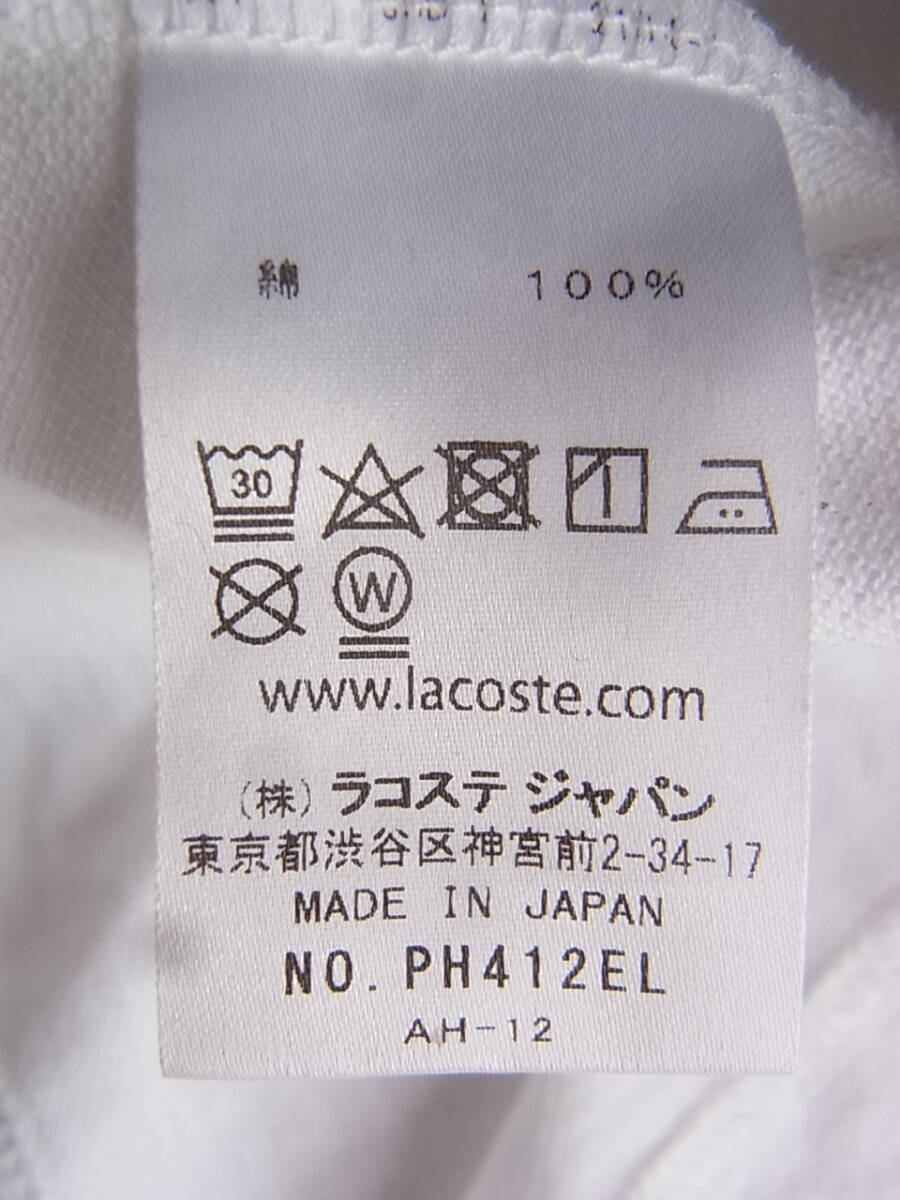 綿 100%
30
W
www.lacoste.com
(株) ラコステ ジャパン
東京都渋谷区神宮前2-34-17
MADE IN JAPAN
NO. PH412EL
AH-12